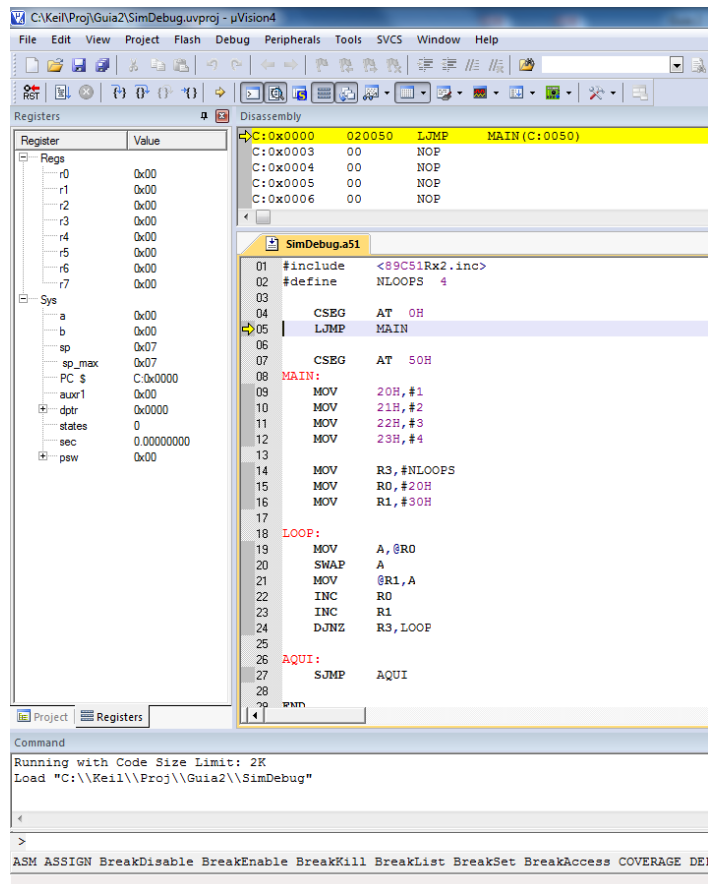 C:\Keil\Proj\Guia2\SimDebug.uvproj - µVision4
File Edit View Project Flash Debug Peripherals Tools SVCS Window Help
RST
Registers
Register Value
Regs
r0 0x00
r1 0x00
r2 0x00
r3 0x00
r4 0x00
r5 0x00
r6 0x00
r7 0x00
Sys
a 0x00
b 0x00
sp 0x07
sp_max 0x07
PC $ C:0x0000
auxr1 0x00
dptr 0x0000
states 0
sec 0.00000000
psw 0x00
Project Registers
Disassembly
C:0x0000 020050 LJMP MAIN(C:0050)
C:0x0003 00 NOP
C:0x0004 00 NOP
C:0x0005 00 NOP
C:0x0006 00 NOP
SimDebug.a51
01 #include <89C51Rx2.inc>
02 #define NLOOPS 4
03
04 CSEG AT 0H
05 LJMP MAIN
06
07 CSEG AT 50H
08 MAIN:
09 MOV 20H,#1
10 MOV 21H,#2
11 MOV 22H,#3
12 MOV 23H,#4
13
14 MOV R3,#NLOOPS
15 MOV R0,#20H
16 MOV R1,#30H
17
18 LOOP:
19 MOV A,@R0
20 SWAP A
21 MOV @R1,A
22 INC R0
23 INC R1
24 DJNZ R3,LOOP
25
26 AQUI:
27 SJMP AQUI
28
29 END
Command
Running with Code Size Limit: 2K
Load "C:\\Keil\\Proj\\Guia2\\SimDebug"
>
ASM ASSIGN BreakDisable BreakEnable BreakKill BreakList BreakSet BreakAccess COVERAGE DE